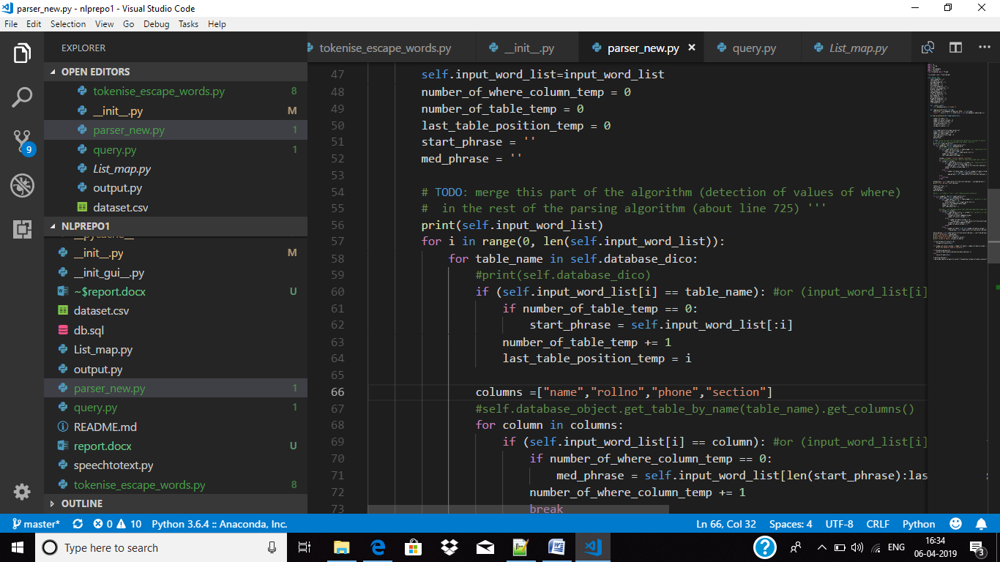 parser_new.py - nlprepo1 - Visual Studio Code
File Edit Selection View Go Debug Tasks Help
EXPLORER
OPEN EDITORS
tokenise_escape_words.py 8
__init__.py M
parser_new.py 1
query.py 1
List_map.py
output.py
dataset.csv
NLPREPO1
__pycache__
__init__.py M
__init_gui__.py
~$report.docx U
dataset.csv
db.sql
List_map.py
output.py
parser_new.py 1
query.py 1
README.md
report.docx U
speechtotext.py
tokenise_escape_words.py 8
OUTLINE
9
tokenise_escape_words.py __init__.py parser_new.py query.py List_map.py
47 self.input_word_list=input_word_list
48 number_of_where_column_temp = 0
49 number_of_table_temp = 0
50 last_table_position_temp = 0
51 start_phrase = ''
52 med_phrase = ''
53
54 # TODO: merge this part of the algorithm (detection of values of where)
55 #  in the rest of the parsing algorithm (about line 725) '''
56 print(self.input_word_list)
57 for i in range(0, len(self.input_word_list)):
58 for table_name in self.database_dico:
59 #print(self.database_dico)
60 if (self.input_word_list[i] == table_name): #or (input_word_list[i]
61 if number_of_table_temp == 0:
62 start_phrase = self.input_word_list[:i]
63 number_of_table_temp += 1
64 last_table_position_temp = i
65
66 columns =["name","rollno","phone","section"]
67 #self.database_object.get_table_by_name(table_name).get_columns()
68 for column in columns:
69 if (self.input_word_list[i] == column): #or (input_word_list[i]
70 if number_of_where_column_temp == 0:
71 med_phrase = self.input_word_list[len(start_phrase):las
72 number_of_where_column_temp += 1
73 break
master* 0 10 Python 3.6.4 :: Anaconda, Inc. Ln 66, Col 32 Spaces: 4 UTF-8 CRLF Python
Type here to search
ENG
16:34
06-04-2019
3